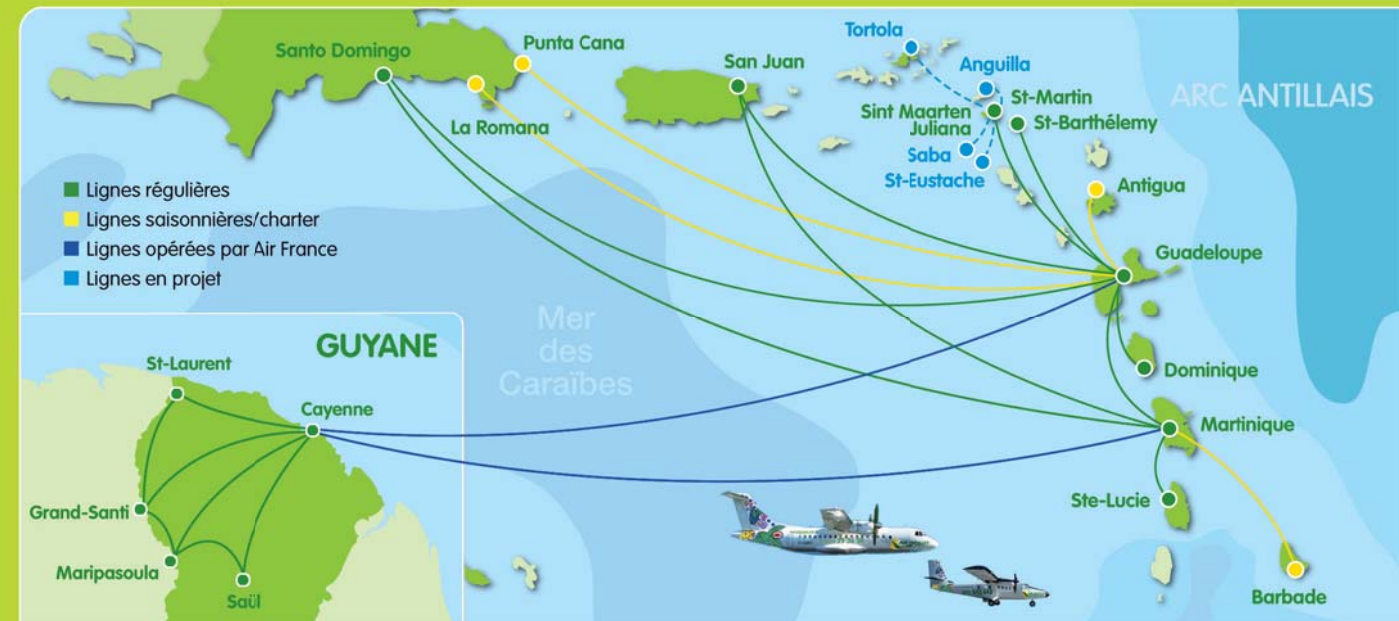 Santo Domingo
Punta Cana
La Romana
San Juan
Tortola
Anguilla
St-Martin
Sint Maarten
Juliana
St-Barthélemy
Saba
St-Eustache
ARC ANTILLAIS
Antigua
Guadeloupe
Dominique
Martinique
Ste-Lucie
Barbade
Lignes régulières
Lignes saisonnières/charter
Lignes opérées par Air France
Lignes en projet
Mer
des
Caraïbes
GUYANE
St-Laurent
Cayenne
Grand-Santi
Maripasoula
Saül